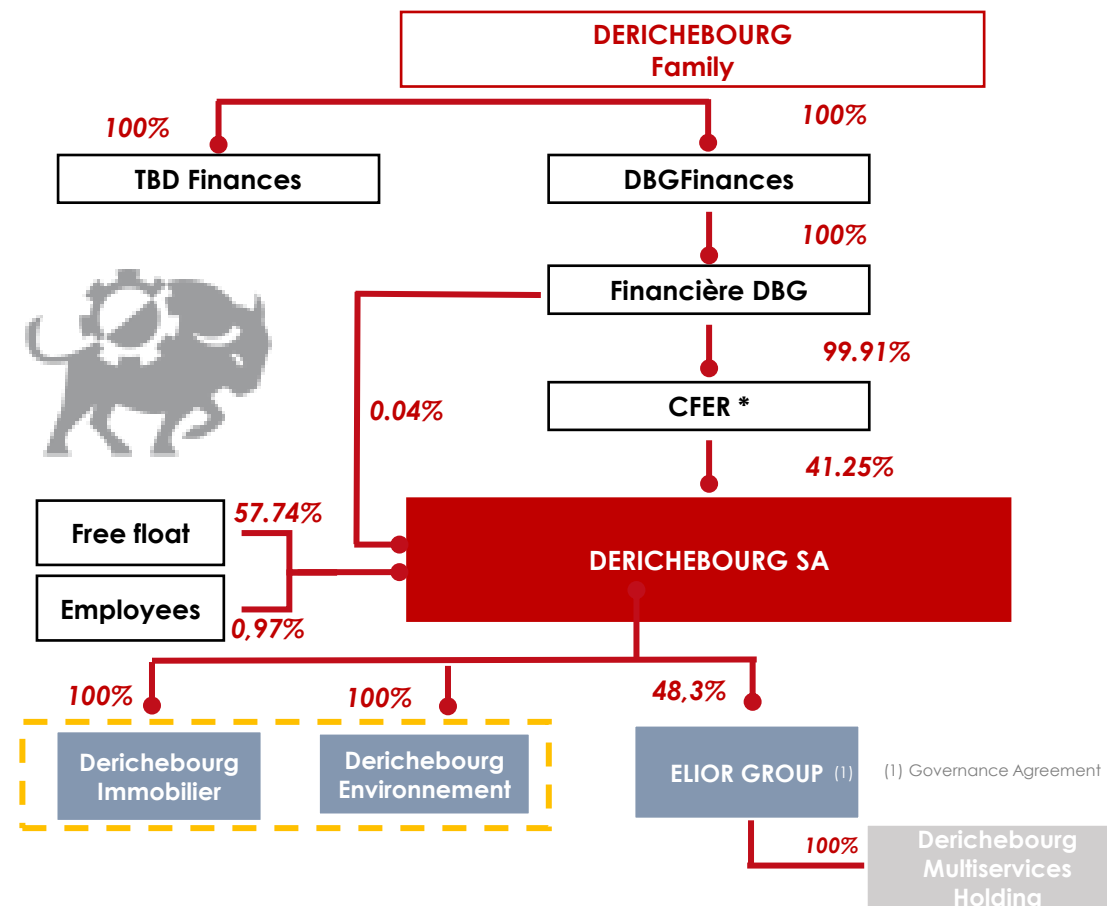 DERICHEBOURG
Family
100%
100%
TBD Finances
DBGFinances
100%
Financière DBG
99.91%
0.04%
CFER *
41.25%
Free float
57.74%
DERICHEBOURG SA
Employees
0,97%
100%
100%
48,3%
Derichebourg
Immobilier
Derichebourg
Environnement
ELIOR GROUP (1)
(1) Governance Agreement
100%
Derichebourg
Multiservices
Holding